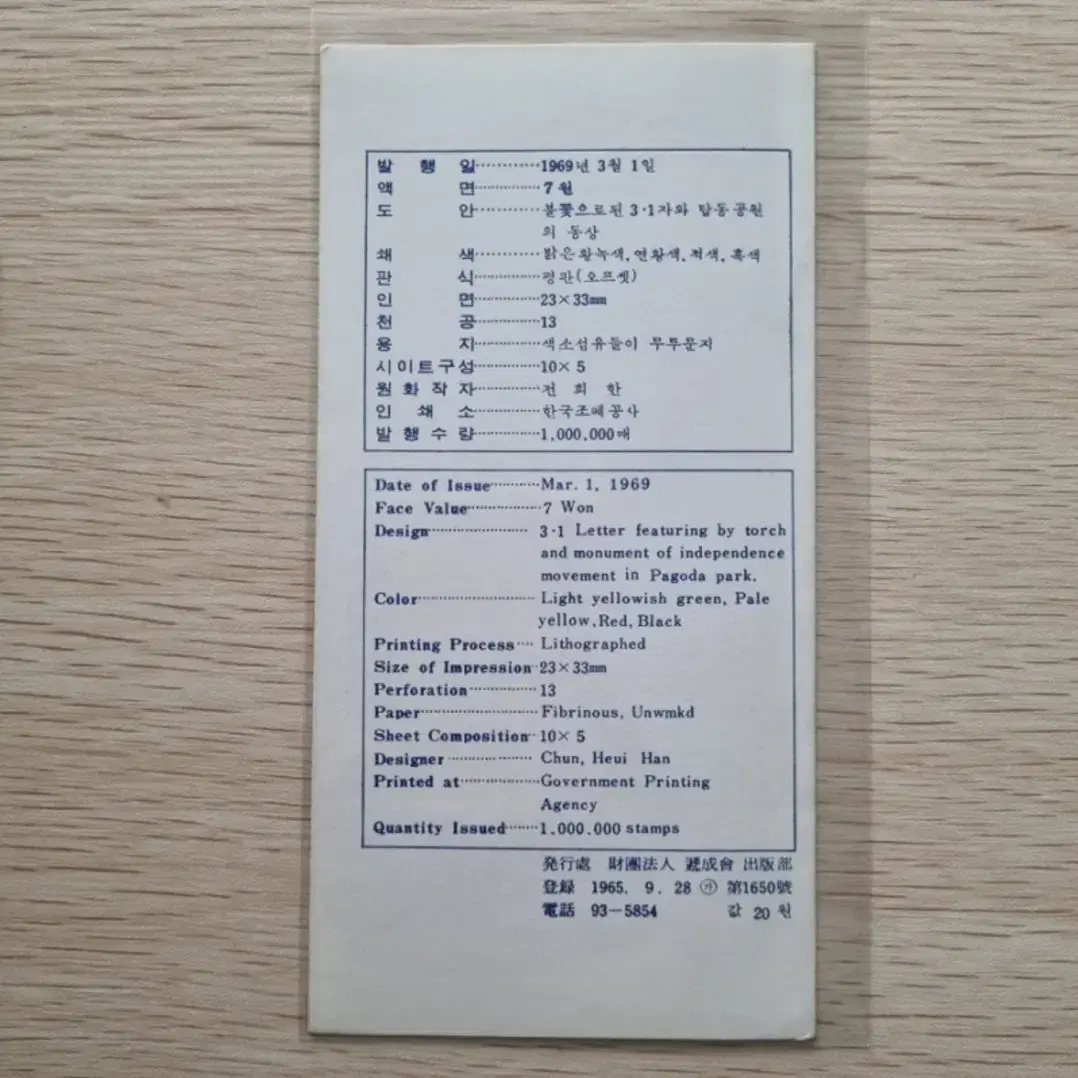 발 행 일…………1969년 3월 1일
액 면…………7 원
도 안…………불꽃으로된 3·1자와 탑동공원
의 동상
쇄 색…………밝은황녹색, 연황색, 적색, 흑색
판 식…………평판(오프셋)
인 면…………23×33mm
천 공…………13
용 지…………색소섬유들이 무투문지
시이트구성…………10×5
원 화 작 자…………전 희 한
인 쇄 소…………한국조폐공사
발 행 수 량…………1,000,000매
Date of Issue…………Mar. 1, 1969
Face Value…………7 Won
Design…………3·1 Letter featuring by torch
and monument of independence
movement in Pagoda park.
Color…………Light yellowish green, Pale
yellow, Red, Black
Printing Process…Lithographed
Size of Impression…23×33mm
Perforation…………13
Paper…………Fibrinous, Unwmkd
Sheet Composition…10×5
Designer…………Chun, Heui Han
Printed at…………Government Printing
Agency
Quantity Issued……1.000.000 stamps
発行處 財團法人 遞成會 出版部
登録 1965. 9. 28 ㉮ 第1650號
電話 93-5854 값 20 원